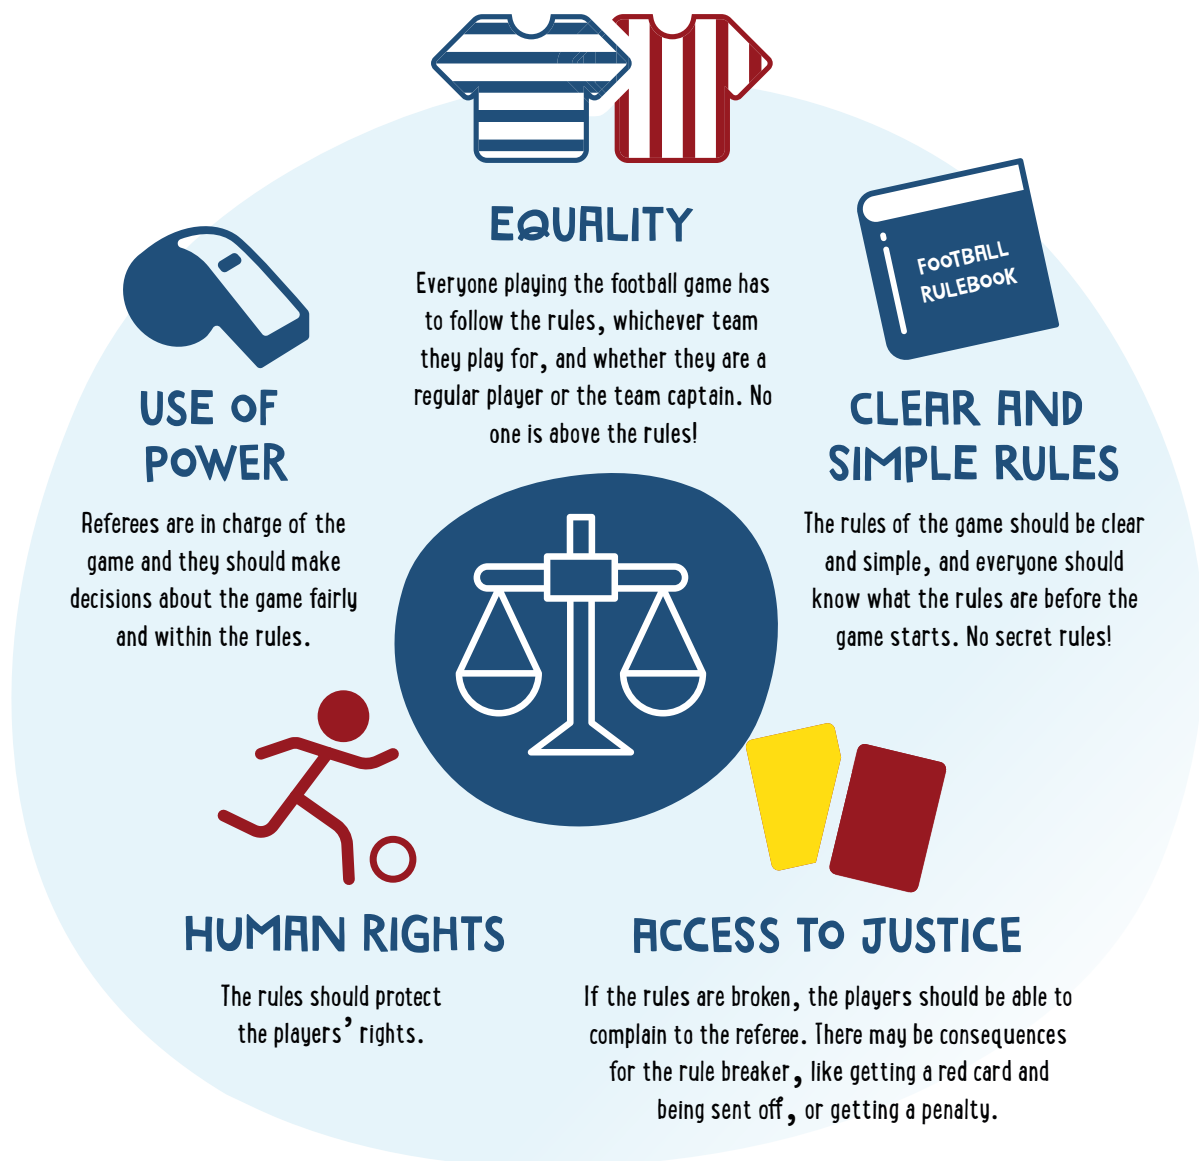 EQUALITY
Everyone playing the football game has
to follow the rules, whichever team
they play for, and whether they are a
regular player or the team captain. No
one is above the rules!
FOOTBALL
RULEBOOK
USE OF
POWER
Referees are in charge of the
game and they should make
decisions about the game fairly
and within the rules.
CLEAR AND
SIMPLE RULES
The rules of the game should be clear
and simple, and everyone should
know what the rules are before the
game starts. No secret rules!
HUMAN RIGHTS
The rules should protect
the players’ rights.
ACCESS TO JUSTICE
If the rules are broken, the players should be able to
complain to the referee. There may be consequences
for the rule breaker, like getting a red card and
being sent off, or getting a penalty.